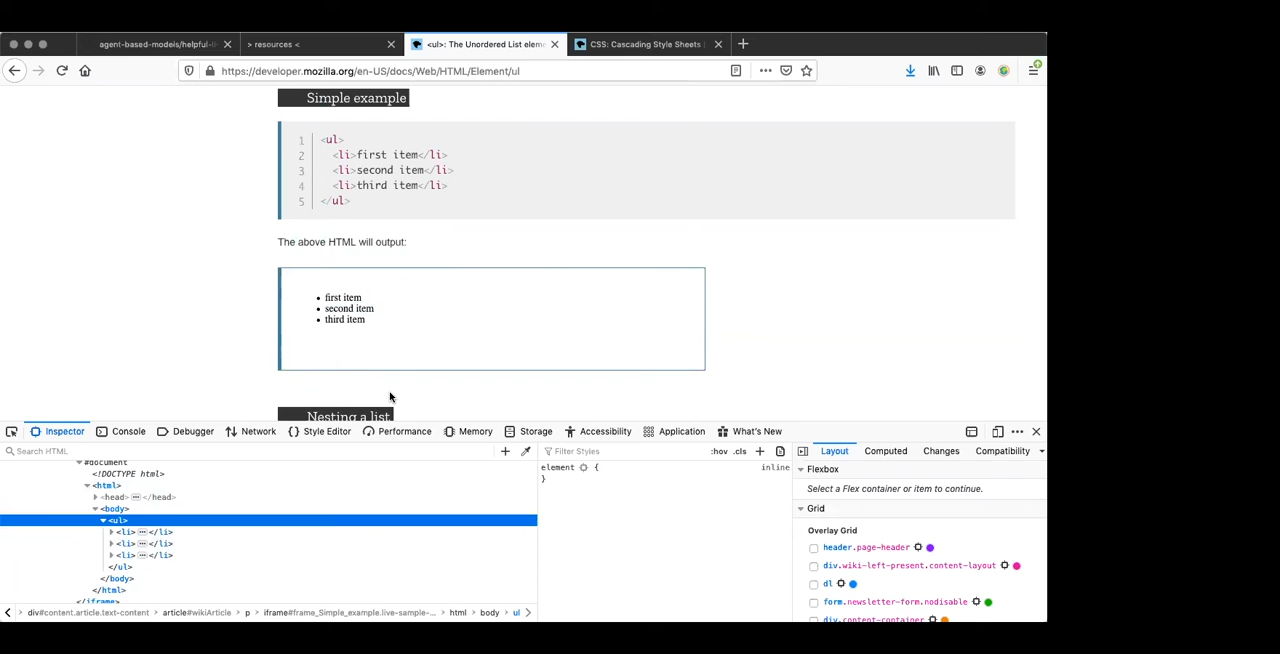 agent-based-models/helpful-li
> resources <
<ul>: The Unordered List elem
CSS: Cascading Style Sheets
https://developer.mozilla.org/en-US/docs/Web/HTML/Element/ul
Simple example
1 <ul>
2 <li>first item</li>
3 <li>second item</li>
4 <li>third item</li>
5 </ul>
The above HTML will output:
• first item
• second item
• third item
Nesting a list
Inspector Console Debugger Network Style Editor Performance Memory Storage Accessibility Application What's New
Search HTML
Filter Styles
:hov .cls
Layout Computed Changes Compatibility
#document
<!DOCTYPE html>
<html>
<head> ••• </head>
<body>
<ul>
<li> ••• </li>
<li> ••• </li>
<li> ••• </li>
</ul>
</body>
</html>
</iframe>
element { inline
}
Flexbox
Select a Flex container or item to continue.
Grid
Overlay Grid
header.page-header
div.wiki-left-present.content-layout
dl
form.newsletter-form.nodisable
div.content-container
div#content.article.text-content article#wikiArticle p iframe#frame_Simple_example.live-sample-... html body ul